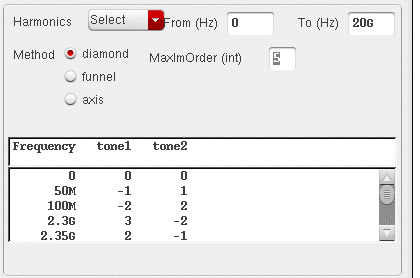 Harmonics Select From (Hz) 0 To (Hz) 20G
Method diamond MaxImOrder (int) 5
funnel
axis
Frequency tone1 tone2
0 0 0
50M -1 1
100M -2 2
2.3G 3 -2
2.35G 2 -1